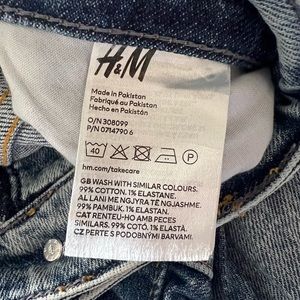 H&M
Made in Pakistan
Fabriqué au Pakistan
Hecho en Pakistán
O/N 308099
P/N 0714790 6
40
hm.com/takecare
GB WASH WITH SIMILAR COLOURS.
99% COTTON. 1% ELASTANE.
AL LANI ME NGJYRA TË NGJASHME.
99% PAMBUK. 1% ELASTAN.
CAT RENTEU-HO AMB PECES
SIMILARS. 99% COTÓ. 1% ELASTÀ.
CZ PERTE S PODOBNÝMI BARVAMI.